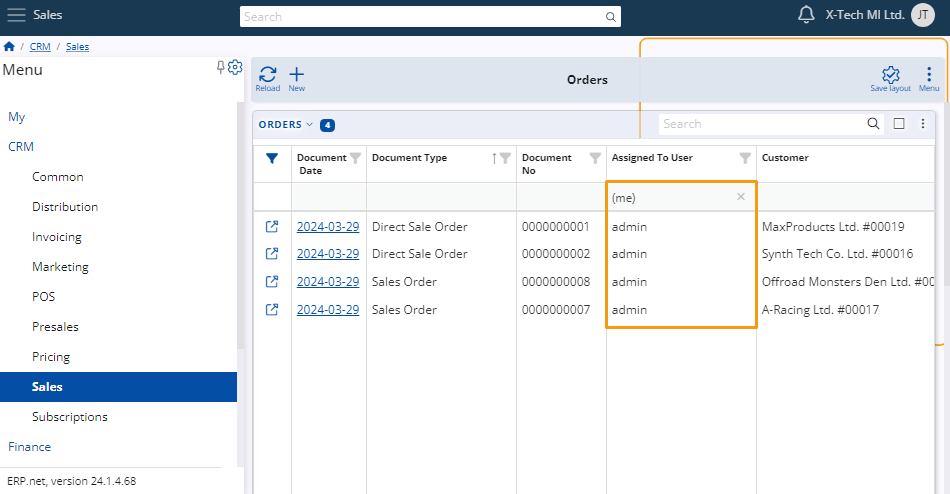 Sales
Search
X-Tech MI Ltd.
JT
/ CRM / Sales
Menu
My
CRM
Common
Distribution
Invoicing
Marketing
POS
Presales
Pricing
Sales
Subscriptions
Finance
ERP.net, version 24.1.4.68
Reload
New
Orders
Save layout
Menu
ORDERS 4
Search
Document Date
Document Type
Document No
Assigned To User
Customer
(me)
2024-03-29 Direct Sale Order 0000000001 admin MaxProducts Ltd. #00019
2024-03-29 Direct Sale Order 0000000002 admin Synth Tech Co. Ltd. #00016
2024-03-29 Sales Order 0000000008 admin Offroad Monsters Den Ltd. #00
2024-03-29 Sales Order 0000000007 admin A-Racing Ltd. #00017